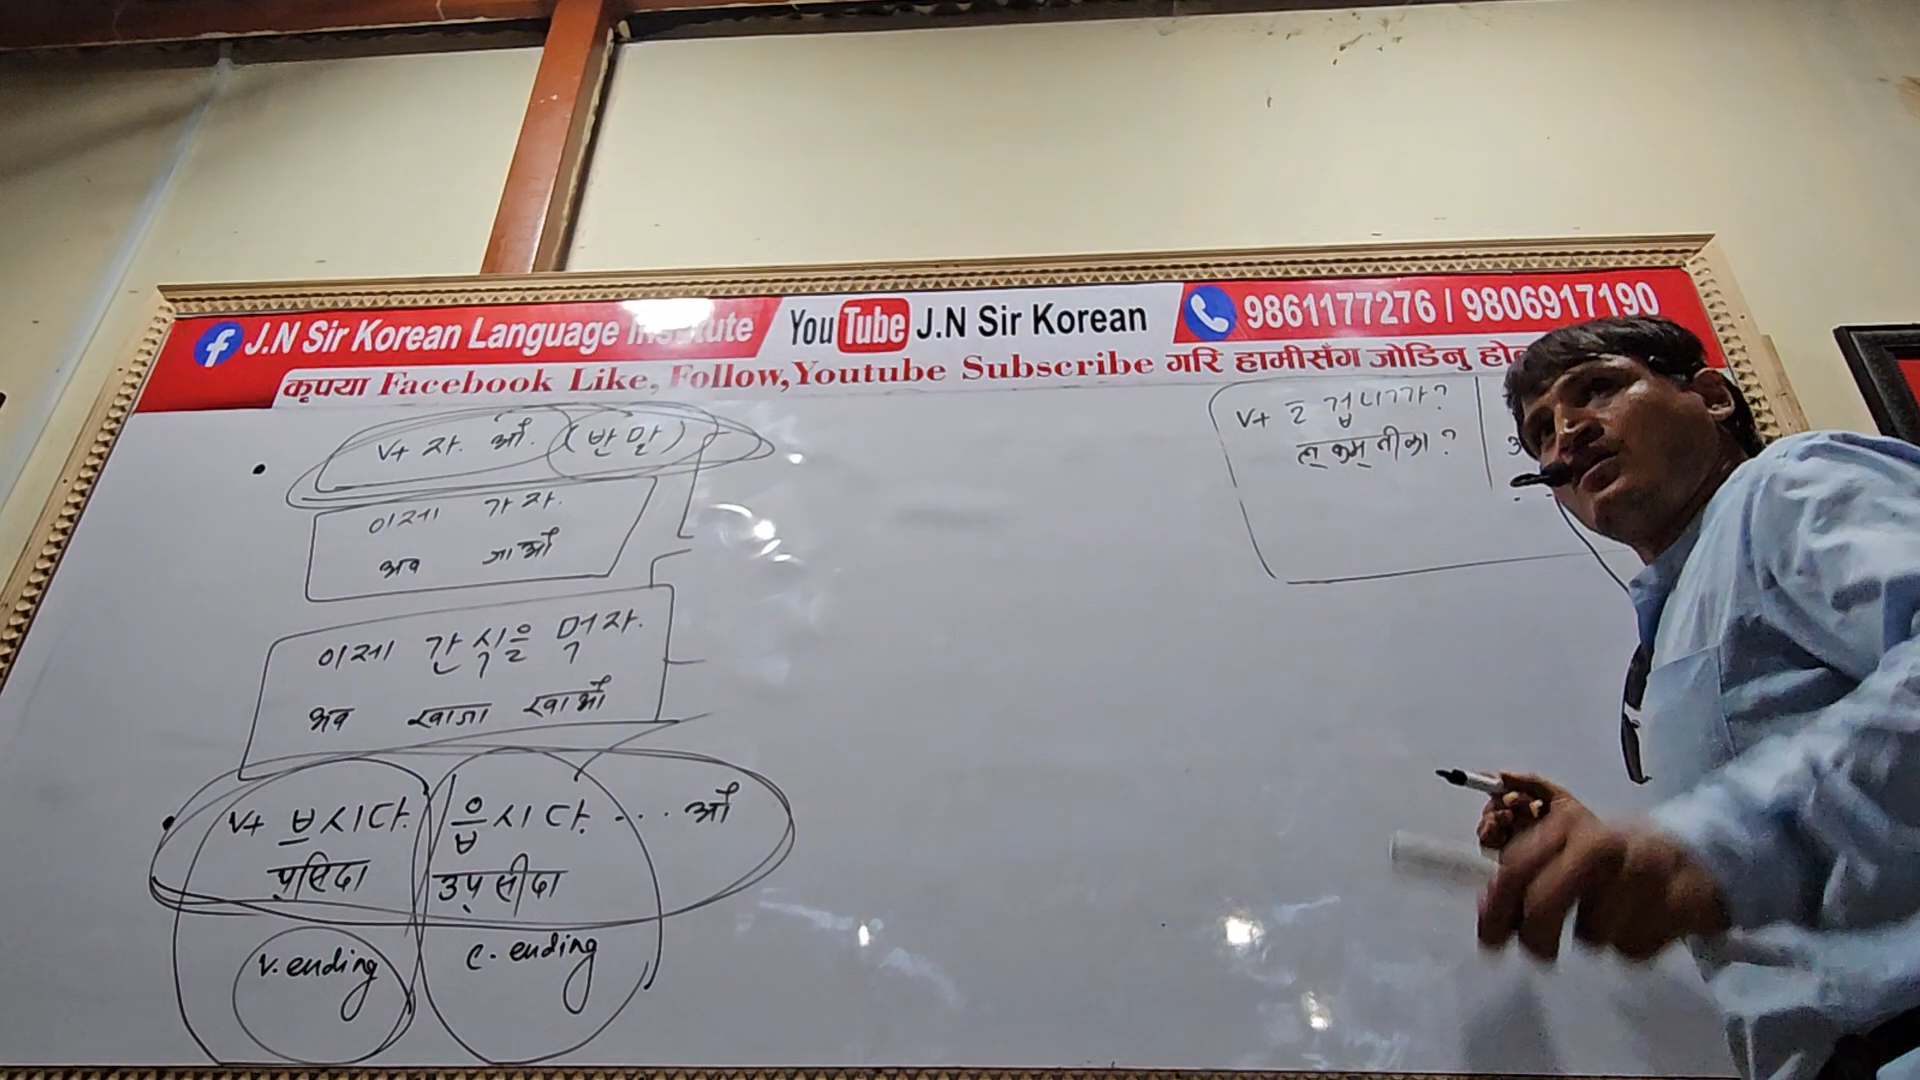 J.N Sir Korean Language Institute
YouTube J.N Sir Korean
9861177276 / 9806917190
कृपया Facebook Like, Follow, Youtube Subscribe गरि हामीसँग जोडिनु
V+ 자. औं. (반말)
이제 가자.
अब जाऔं
이제 간식을 먹자.
अब खाजा खाऔं
V+ ㅂ시다. 읍시다. ... औं
प्सिदा उप्सीदा
V. ending C. ending
V+ ㄹ 겁니까?
ल् कम् नीका?